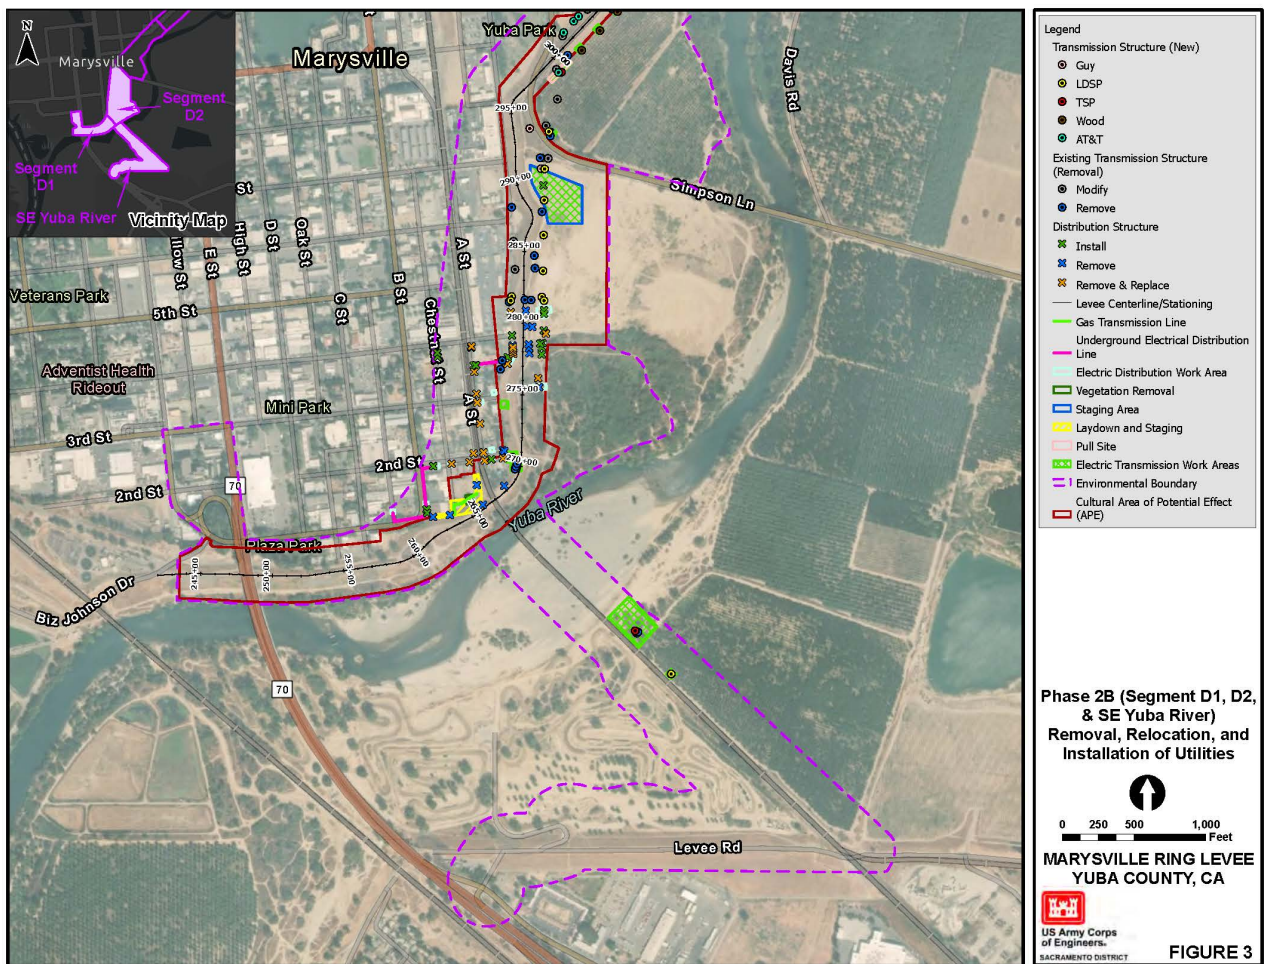 N
Marysville
Segment
D2
Segment
D1
SE Yuba River
Vicinity-Map
Marysville
Yuba Park
Davis Rd
Simpson Ln
300+00
295+00
290+00
285+00
280+00
275+00
270+00
265+00
260+00
255+00
250+00
245+00
St
D St
Oak St
High St
E St
illow St
A St
B St
C St
Chestnut St
A St
Veterans Park
5th St
Adventist Health
Rideout
Mini Park
3rd St
2nd St
2nd St
70
Plaza Park
Yuba River
Biz Johnson Dr
70
Levee Rd
Legend
Transmission Structure (New)
Guy
LDSP
TSP
Wood
AT&T
Existing Transmission Structure
(Removal)
Modify
Remove
Distribution Structure
Install
Remove
Remove & Replace
Levee Centerline/Stationing
Gas Transmission Line
Underground Electrical Distribution
Line
Electric Distribution Work Area
Vegetation Removal
Staging Area
Laydown and Staging
Pull Site
Electric Transmission Work Areas
Environmental Boundary
Cultural Area of Potential Effect
(APE)
Phase 2B (Segment D1, D2,
& SE Yuba River)
Removal, Relocation, and
Installation of Utilities
0 250 500 1,000
Feet
MARYSVILLE RING LEVEE
YUBA COUNTY, CA
US Army Corps
of Engineers.
SACRAMENTO DISTRICT
FIGURE 3